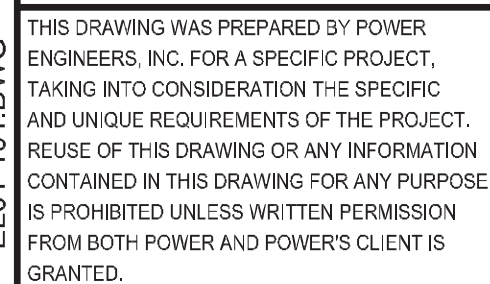 THIS DRAWING WAS PREPARED BY POWER
ENGINEERS, INC. FOR A SPECIFIC PROJECT,
TAKING INTO CONSIDERATION THE SPECIFIC
AND UNIQUE REQUIREMENTS OF THE PROJECT.
REUSE OF THIS DRAWING OR ANY INFORMATION
CONTAINED IN THIS DRAWING FOR ANY PURPOSE
IS PROHIBITED UNLESS WRITTEN PERMISSION
FROM BOTH POWER AND POWER'S CLIENT IS
GRANTED.